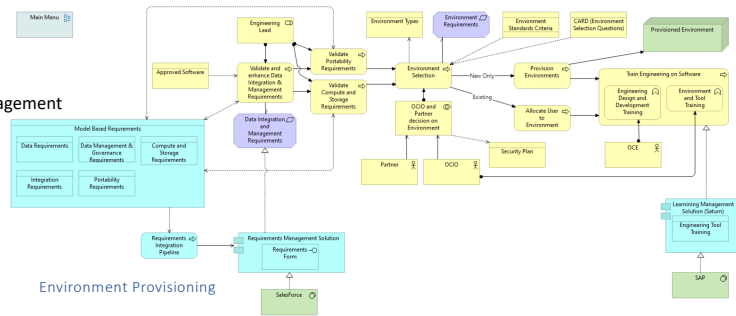 Main Menu
Engineering
Lead
Environment Types
Environment
Requirements
Environment
Standards Criteria
CARD (Environment
Selection Questions)
Provisioned Environment
Approved Software
Validate and
enhance Data
Integration &
Management
Requirements
Validate
Portability
Requirements
Validate
Compute and
Storage
Requirements
Environment
Selection
New Only
Existing
Provision
Environments
Allocate User
to
Environment
Train Engineering on Software
Engineering
Design and
Development
Training
Environment
and Tool
Training
agement
Model Based Requirements
Data Requirements
Data Management &
Governance
Requirements
Compute and
Storage
Requirements
Integration
Requirements
Portability
Requirements
Data Integration
and
Management
Requirements
OCIO and
Partner
decision on
Environment
Security Plan
Partner
OCIO
OCE
Requirements
Integration
Pipeline
Requirements Management Solution
Requirements
Form
Learnining Management
Solution (Saturn)
Engineering Tool
Training
SalesForce
SAP
Environment Provisioning